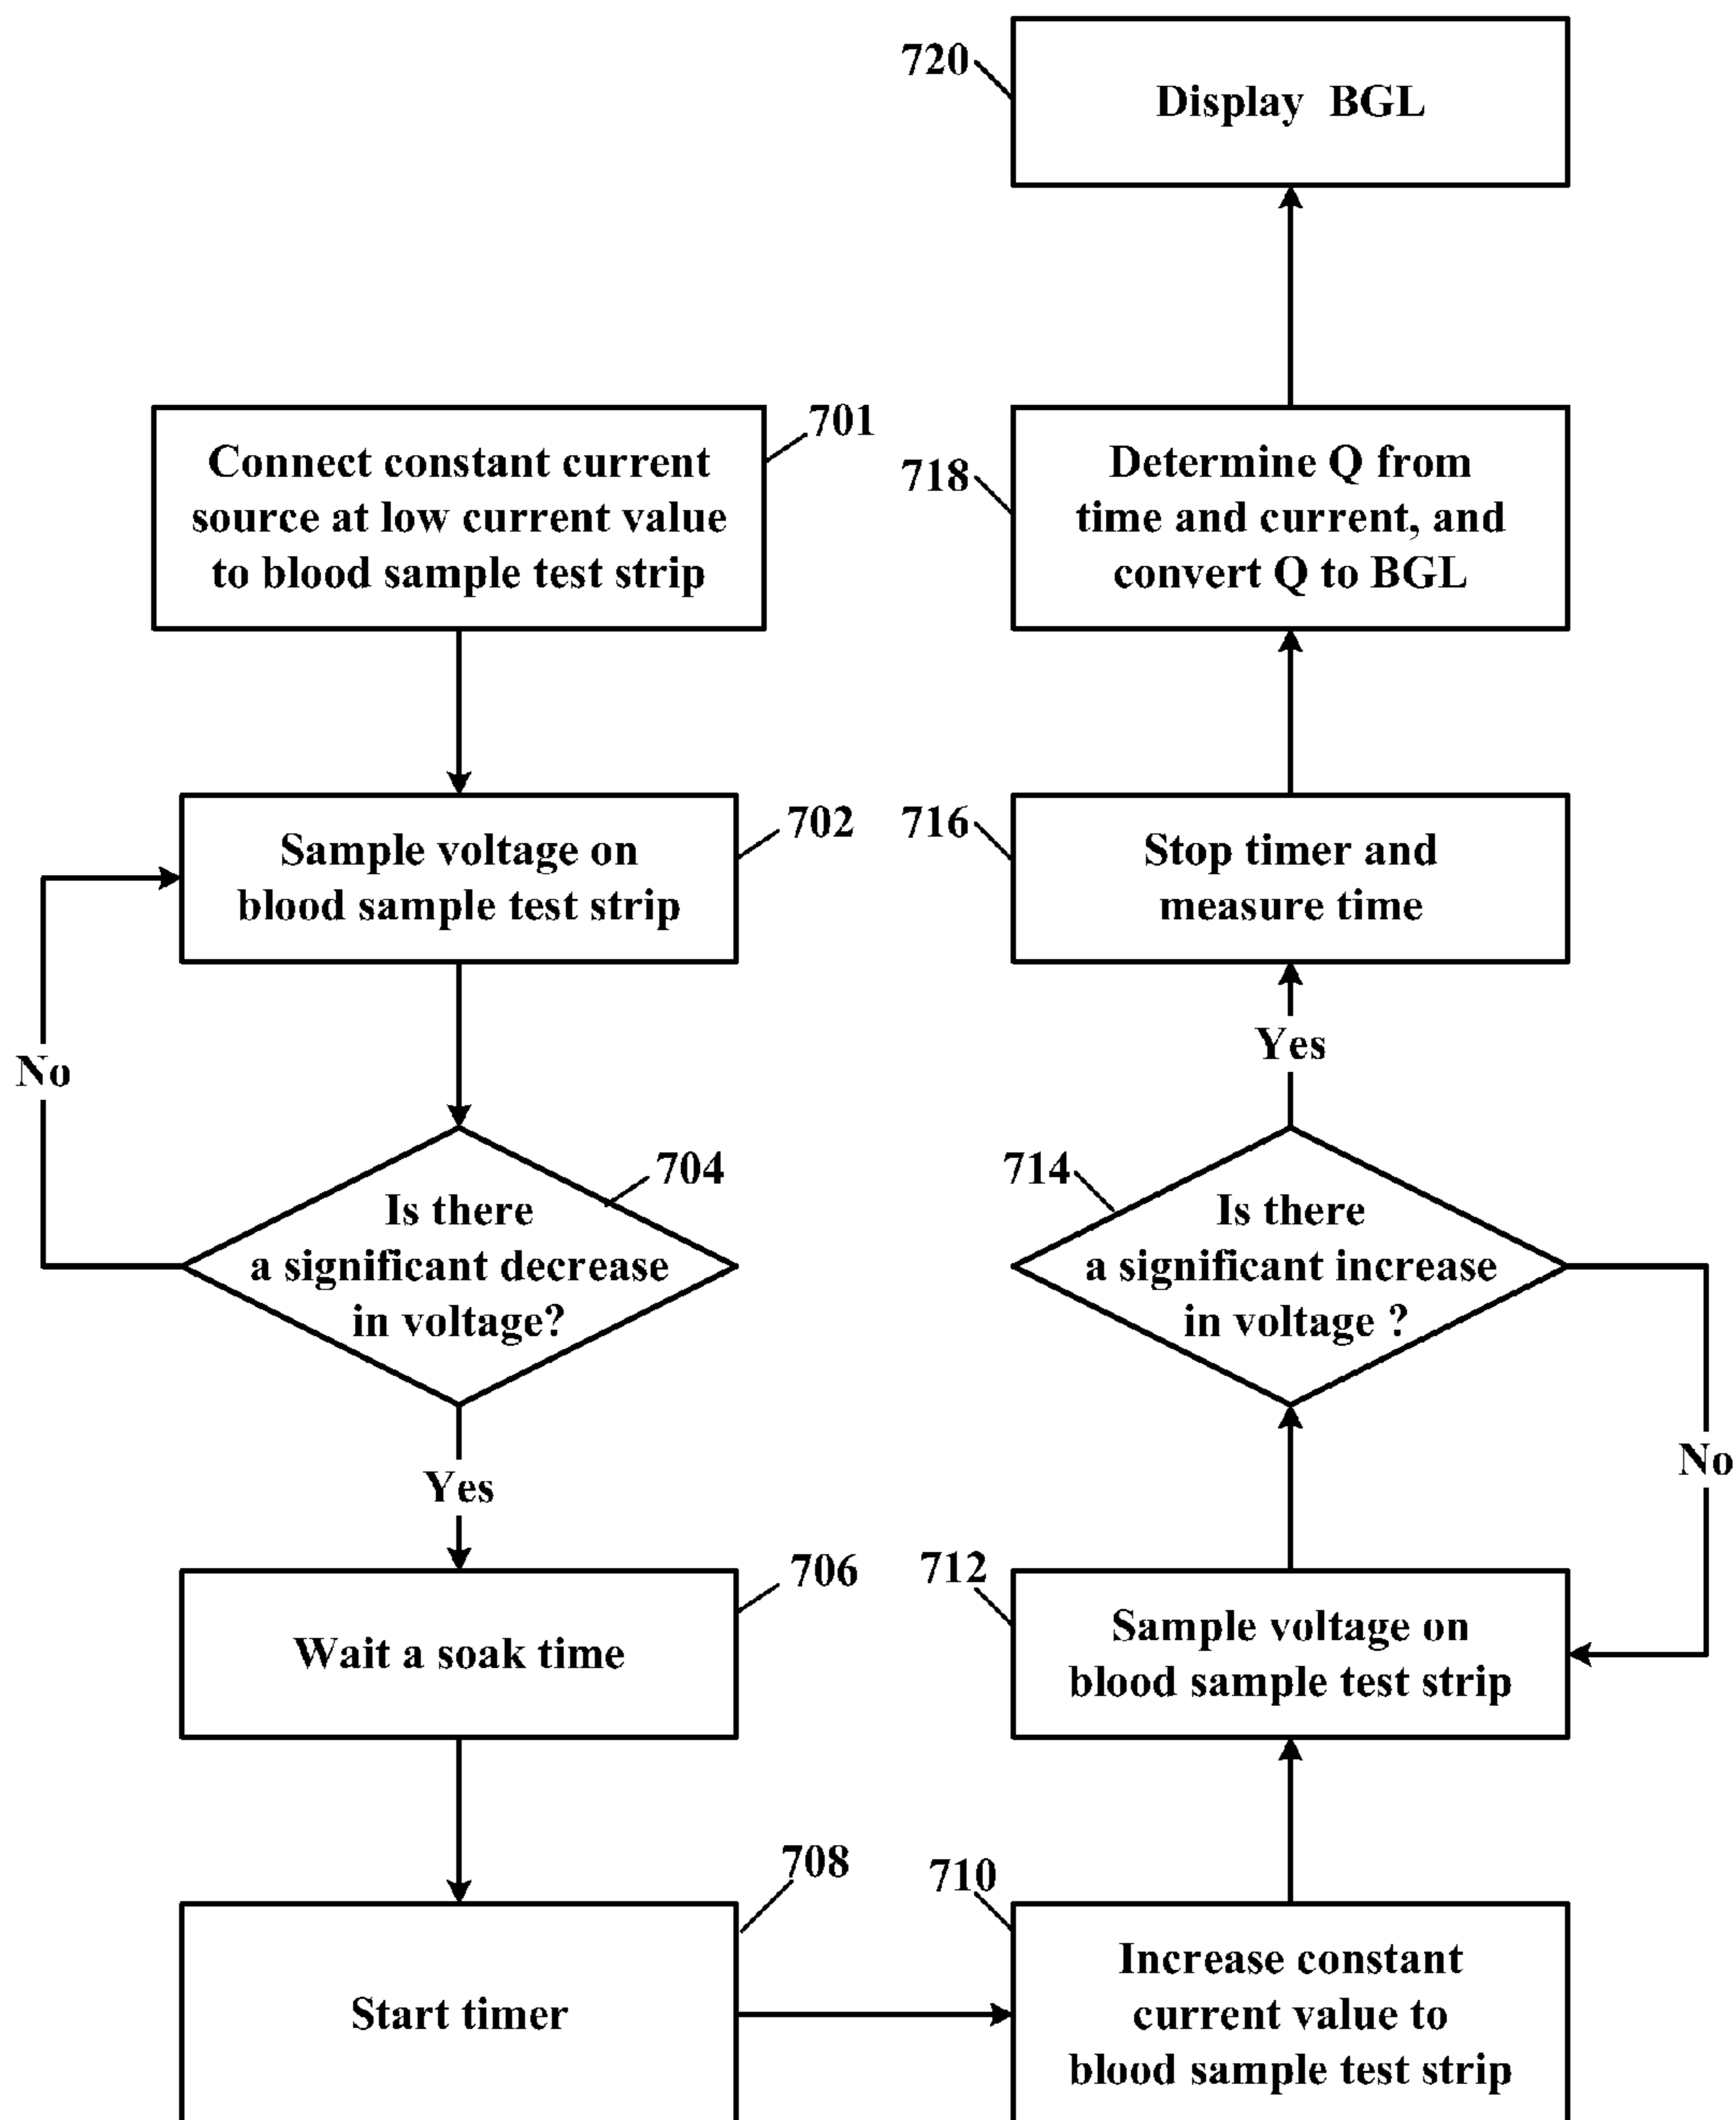 701
Connect constant current
source at low current value
to blood sample test strip
702
Sample voltage on
blood sample test strip
No
704
Is there
a significant decrease
in voltage?
Yes
706
Wait a soak time
708
Start timer
710
Increase constant
current value to
blood sample test strip
712
Sample voltage on
blood sample test strip
No
714
Is there
a significant increase
in voltage ?
Yes
716
Stop timer and
measure time
718
Determine Q from
time and current, and
convert Q to BGL
720
Display BGL